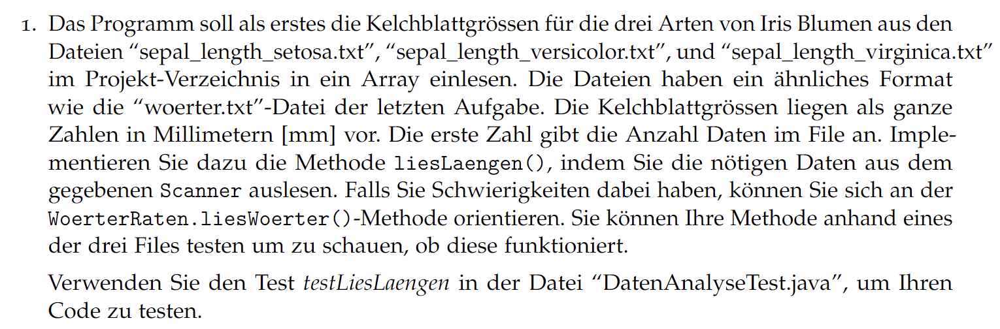 1. Das Programm soll als erstes die Kelchblattgrössen für die drei Arten von Iris Blumen aus den
Dateien “sepal_length_setosa.txt”, “sepal_length_versicolor.txt”, und “sepal_length_virginica.txt”
im Projekt-Verzeichnis in ein Array einlesen. Die Dateien haben ein ähnliches Format
wie die “woerter.txt”-Datei der letzten Aufgabe. Die Kelchblattgrössen liegen als ganze
Zahlen in Millimetern [mm] vor. Die erste Zahl gibt die Anzahl Daten im File an. Imple-
mentieren Sie dazu die Methode liesLaengen(), indem Sie die nötigen Daten aus dem
gegebenen Scanner auslesen. Falls Sie Schwierigkeiten dabei haben, können Sie sich an der
WoerterRaten.liesWoerter()-Methode orientieren. Sie können Ihre Methode anhand eines
der drei Files testen um zu schauen, ob diese funktioniert.
Verwenden Sie den Test testLiesLaengen in der Datei “DatenAnalyseTest.java”, um Ihren
Code zu testen.